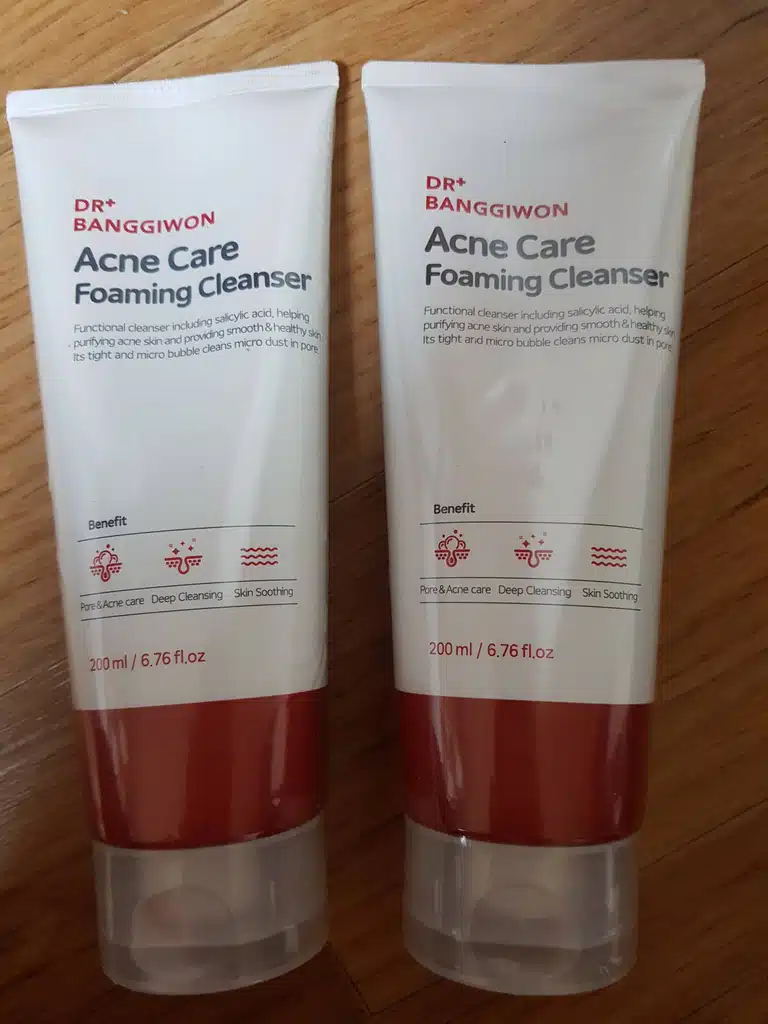 DR+
BANGGIWON
Acne Care
Foaming Cleanser
Functional cleanser including salicylic acid, helping
purifying acne skin and providing smooth & healthy skin
Its tight and micro bubble cleans micro dust in pore
Benefit
Pore & Acne care Deep Cleansing Skin Soothing
200 ml / 6.76 fl.oz
DR+
BANGGIWON
Acne Care
Foaming Cleanser
Functional cleanser including salicylic acid, helping
purifying acne skin and providing smooth & healthy skin
Its tight and micro bubble cleans micro dust in pore
Benefit
Pore & Acne care Deep Cleansing Skin Soothing
200 ml / 6.76 fl.oz